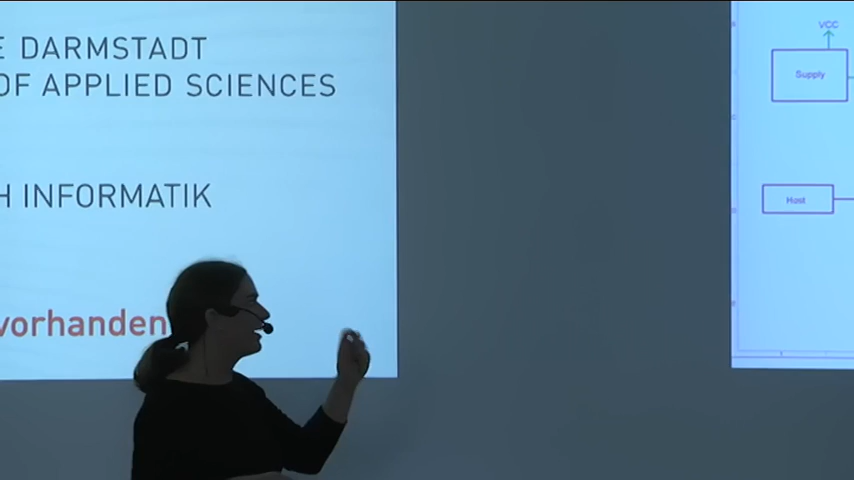 DARMSTADT
OF APPLIED SCIENCES
INFORMATIK
vorhanden
VCC
Supply
Host